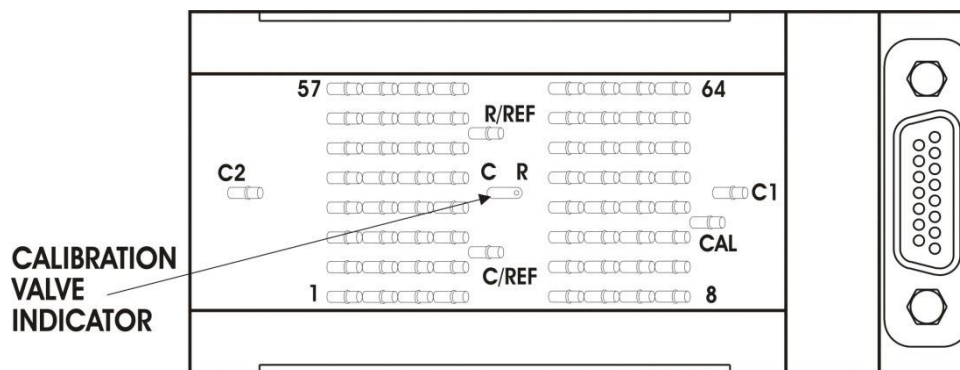 57
64
R/REF
C R
C2
C1
CAL
C/REF
CALIBRATION
VALVE
INDICATOR
1
8